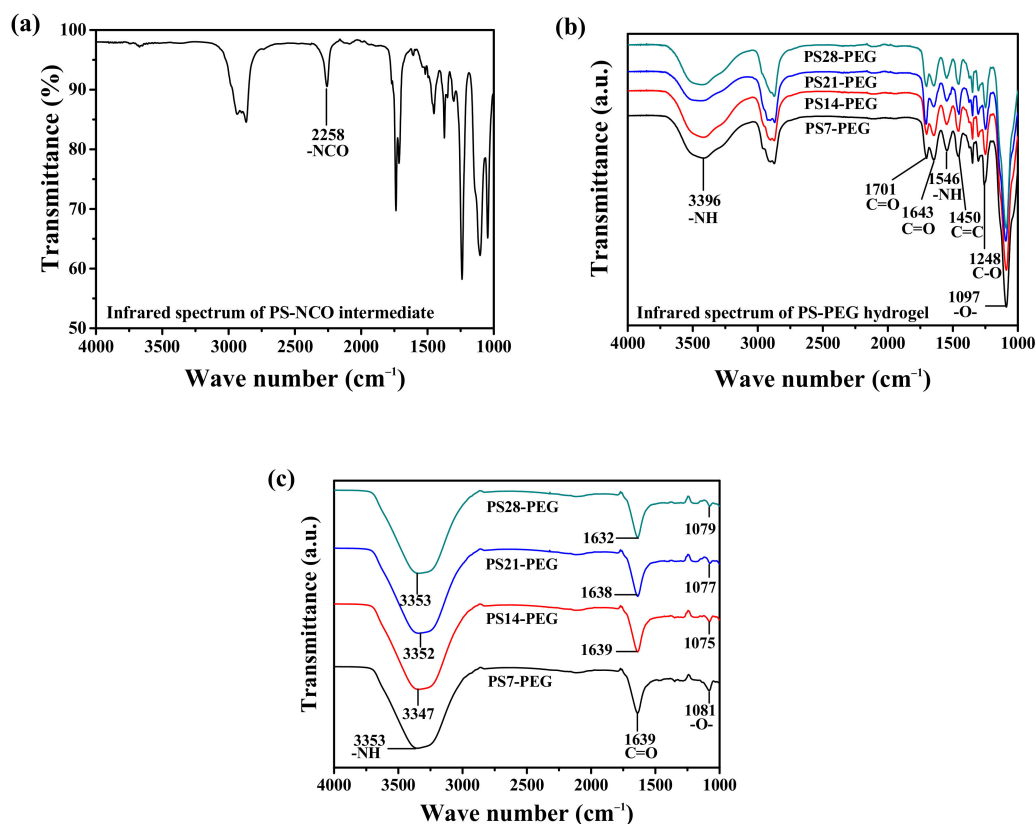 (a)
100
90
80
70
60
50
Transmittance (%)
2258
-NCO
Infrared spectrum of PS-NCO intermediate
4000 3500 3000 2500 2000 1500 1000
Wave number (cm⁻¹)
(b)
Transmittance (a.u.)
PS28-PEG
PS21-PEG
PS14-PEG
PS7-PEG
3396
-NH
1701
C=O
1643
C=O
1546
-NH
1450
C=C
1248
C-O
1097
-O-
Infrared spectrum of PS-PEG hydrogel
4000 3500 3000 2500 2000 1500 1000
Wave number (cm⁻¹)
(c)
Transmittance (a.u.)
PS28-PEG
3353
1632
1079
PS21-PEG
3352
1638
1077
PS14-PEG
3347
1639
1075
PS7-PEG
3353
-NH
1639
C=O
1081
-O-
4000 3500 3000 2500 2000 1500 1000
Wave number (cm⁻¹)